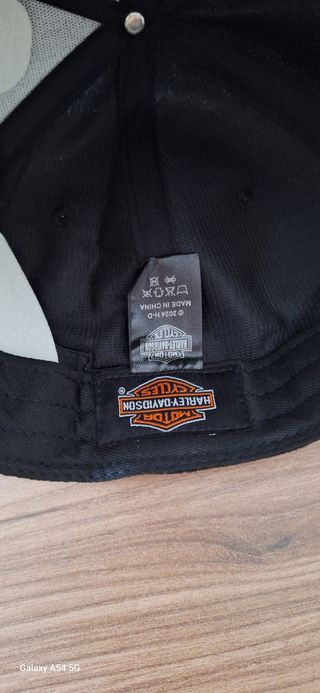 MOTOR
HARLEY-DAVIDSON
CYCLES
®
MOTOR
HARLEY-DAVIDSON
CYCLES
© 2024 H-D
MADE IN CHINA
Galaxy A54 5G